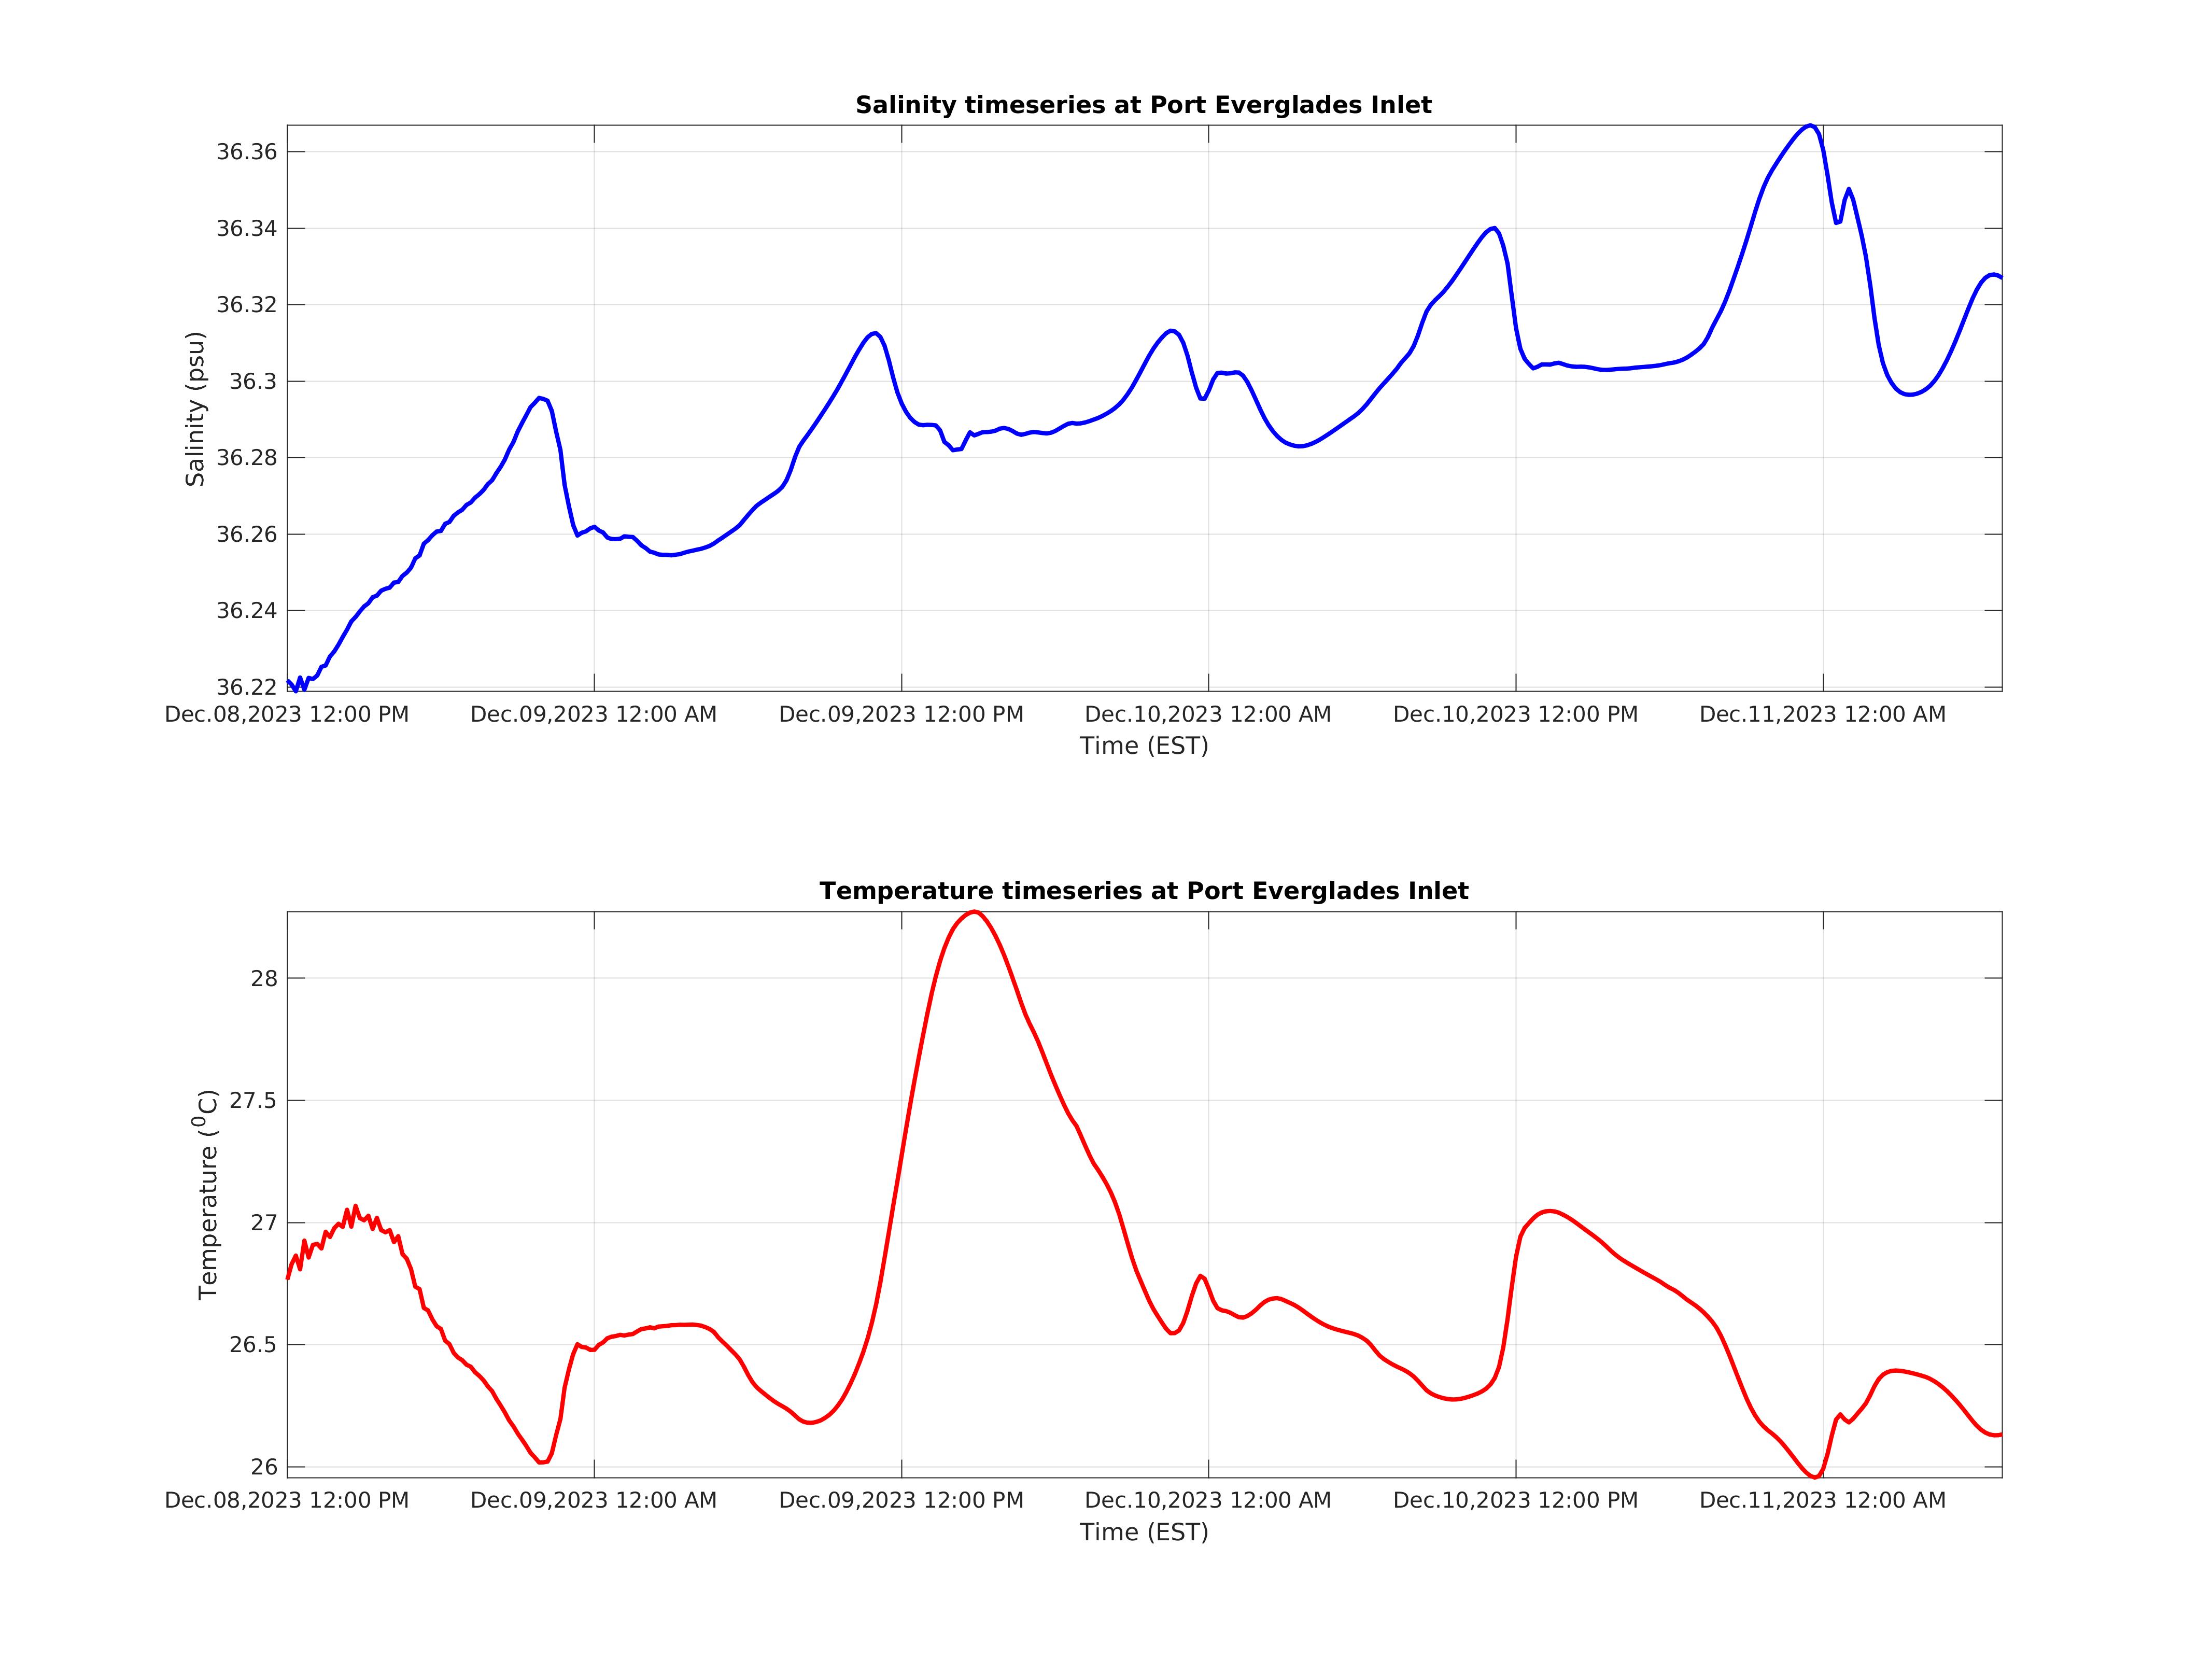 Salinity timeseries at Port Everglades Inlet
36.36
36.34
36.32
36.3
36.28
36.26
36.24
36.22
Salinity (psu)
Dec.08,2023 12:00 PM Dec.09,2023 12:00 AM Dec.09,2023 12:00 PM Dec.10,2023 12:00 AM Dec.10,2023 12:00 PM Dec.11,2023 12:00 AM
Time (EST)
Temperature timeseries at Port Everglades Inlet
28
27.5
27
26.5
26
Temperature (⁰C)
Dec.08,2023 12:00 PM Dec.09,2023 12:00 AM Dec.09,2023 12:00 PM Dec.10,2023 12:00 AM Dec.10,2023 12:00 PM Dec.11,2023 12:00 AM
Time (EST)